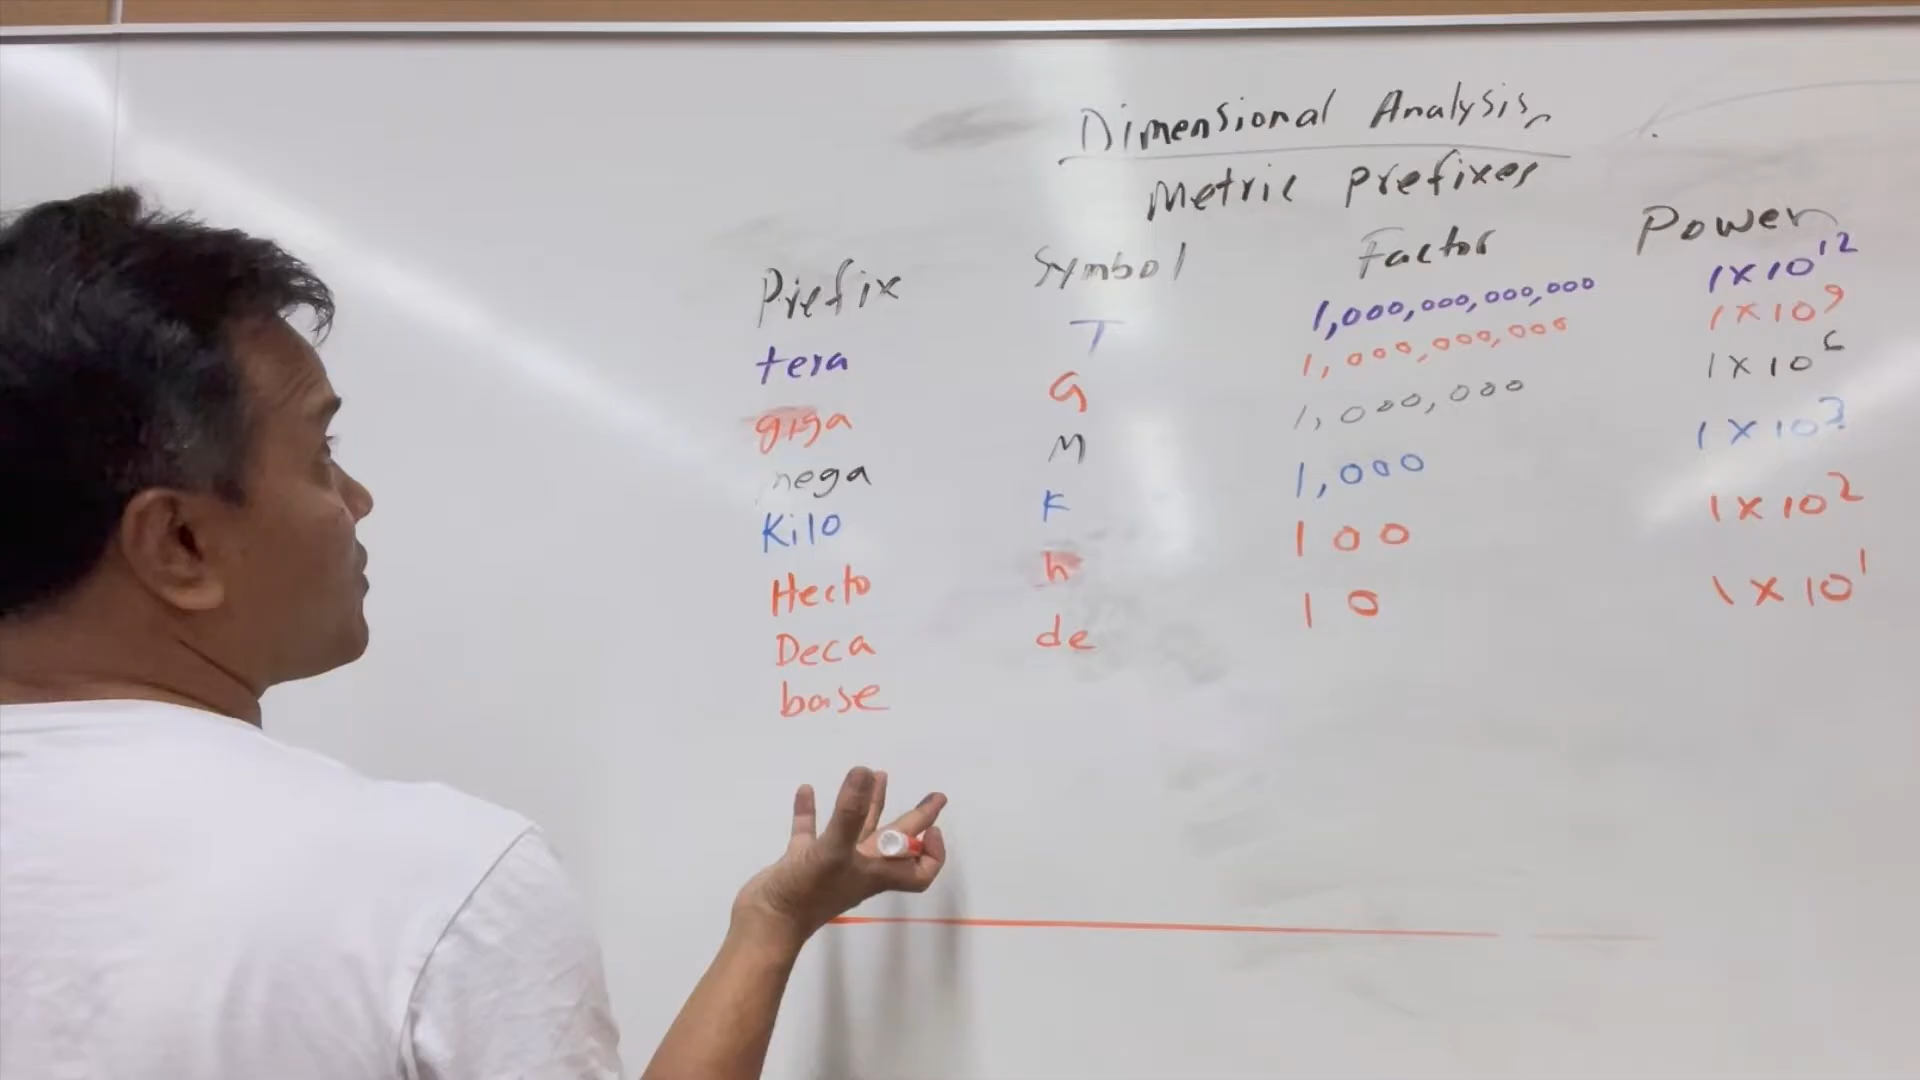 Dimensional Analysis
Metric Prefixes
Prefix Symbol Factor Power
tera T 1,000,000,000,000 1x10^12
giga G 1,000,000,000 1x10^9
mega M 1,000,000 1x10^6
Kilo K 1,000 1x10^3
Hecto h 100 1x10^2
Deca de 10 1x10^1
base